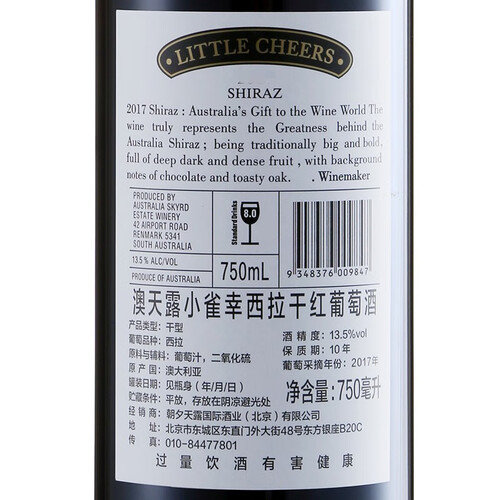 • LITTLE CHEERS •
SHIRAZ
2017 Shiraz : Australia's Gift to the Wine World The
wine truly represents the Greatness behind the
Australia Shiraz ; being traditionally big and bold,
full of deep dark and dense fruit , with background
notes of chocolate and toasty oak. . Winemaker
PRODUCED BY
AUSTRALIA SKYRD
ESTATE WINERY
42 AIRPORT ROAD
RENMARK 5341
SOUTH AUSTRALIA
13.5 % ALC/VOL
PRODUCE OF AUSTRALIA
Standard Drinks
8.0
750mL
9 348376 009847
澳天露小雀幸西拉干红葡萄酒
产品类型: 干型
葡萄品种: 西拉
原料与辅料: 葡萄汁，二氧化硫
原产国: 澳大利亚
灌装日期: 见瓶身（年/月/日）
贮藏条件: 平放，存放在阴凉避光处
经销商: 朝夕天露国际酒业（北京）有限公司
地址: 北京市东城区东直门外大街48号东方银座B20C
传真: 010-84477801
酒精度: 13.5%vol
保质期: 10年
葡萄采摘年份: 2017年
净含量: 750毫升
过量饮酒有害健康